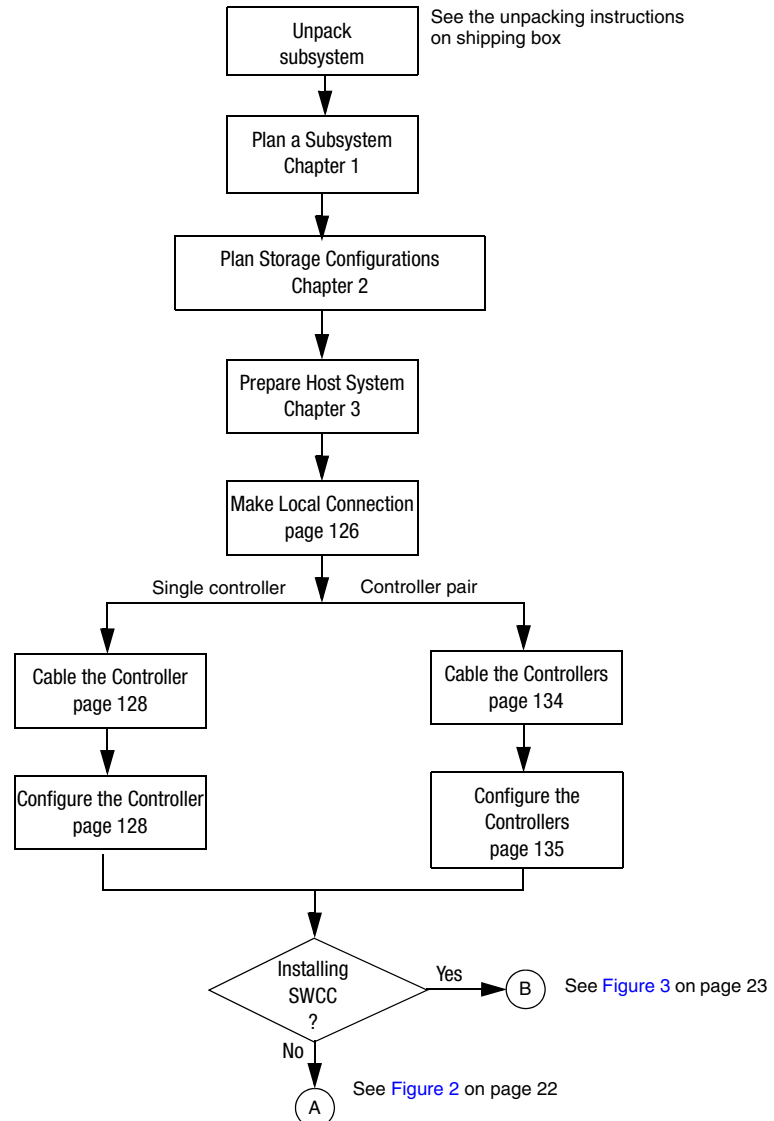 Unpack
subsystem
See the unpacking instructions
on shipping box
Plan a Subsystem
Chapter 1
Plan Storage Configurations
Chapter 2
Prepare Host System
Chapter 3
Make Local Connection
page 126
Single controller
Controller pair
Cable the Controller
page 128
Cable the Controllers
page 134
Configure the Controller
page 128
Configure the
Controllers
page 135
Installing
SWCC
?
Yes
B
See Figure 3 on page 23
No
See Figure 2 on page 22
A